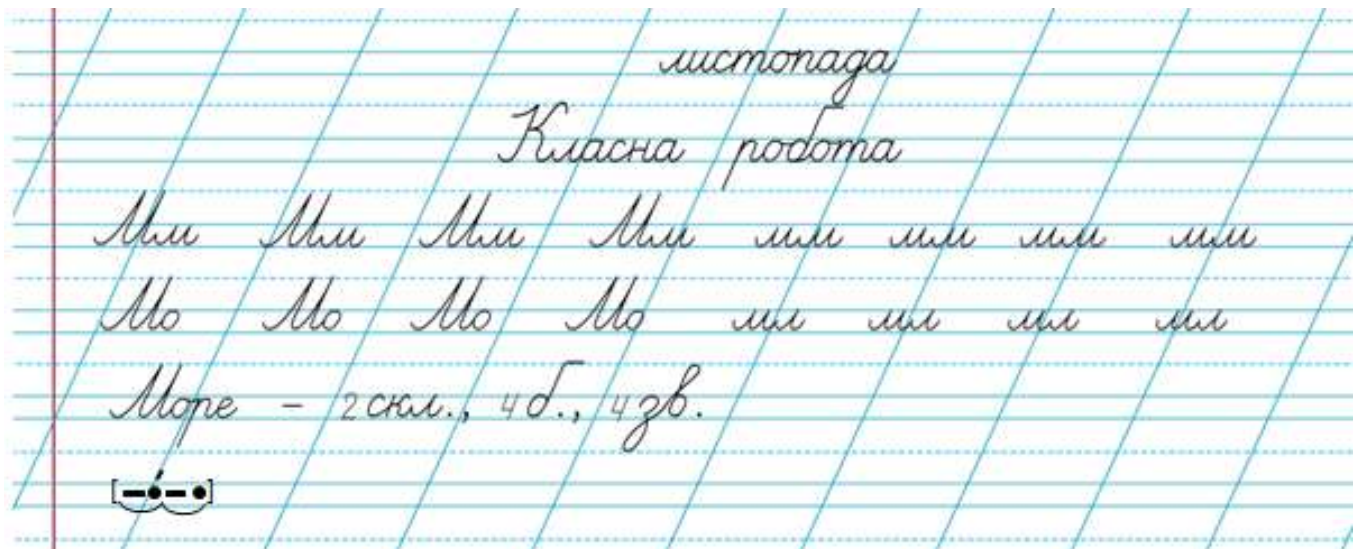 листопада
Класна робота
Мм Мм Мм Мм мм мм мм мм
Мо Мо Мо Мо мл мл мл мл
Море – 2 скл., 4 б., 4 зв.
[–•́–•]